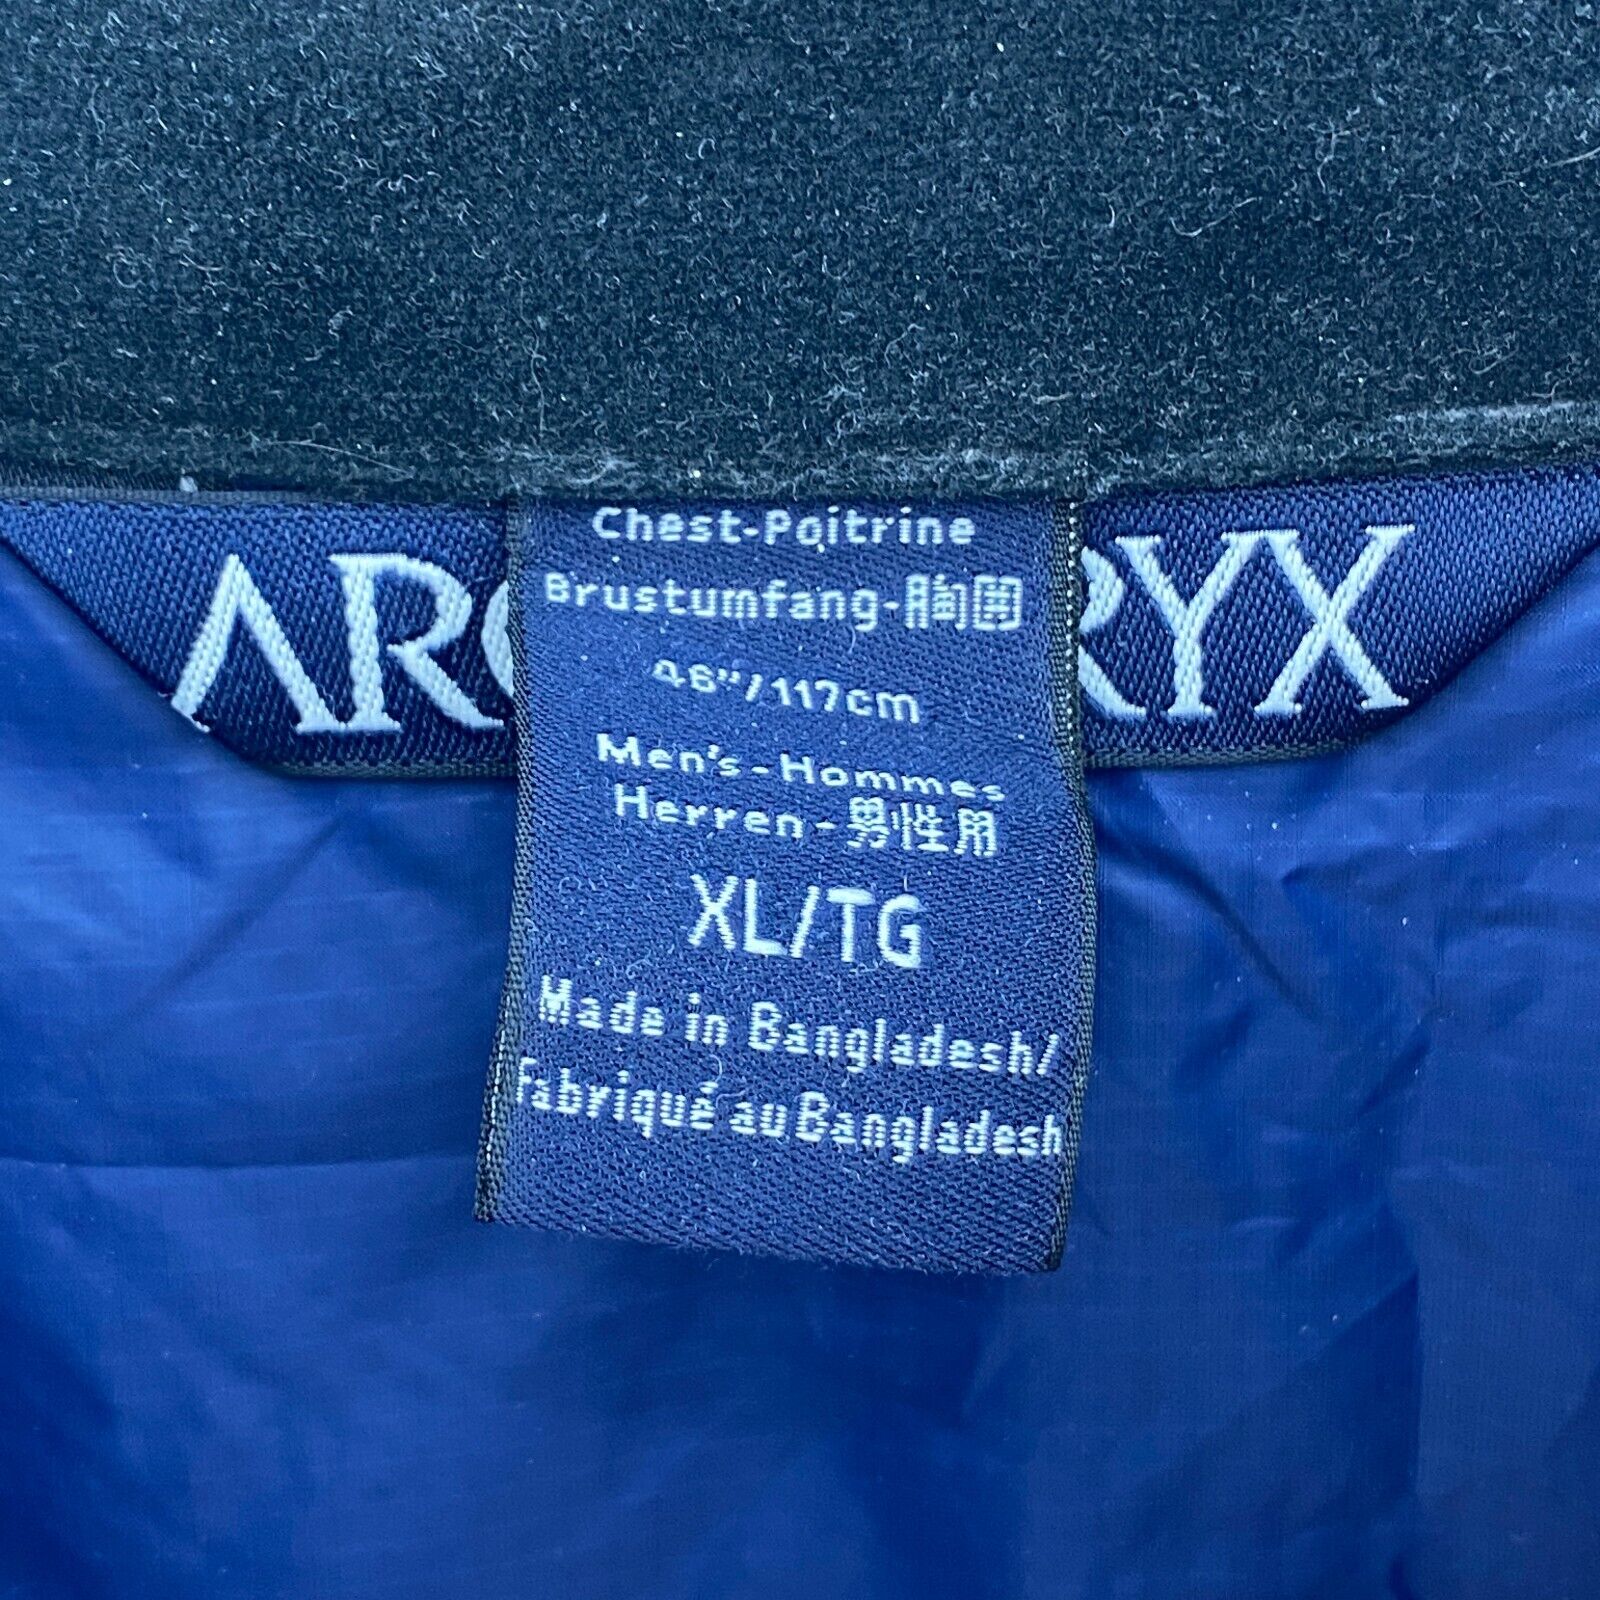 ARC RYX
Chest-Poitrine
Brustumfang-胸囲
46"/117cm
Men's-Hommes
Herren-男性用
XL/TG
Made in Bangladesh/
Fabriqué au Bangladesh